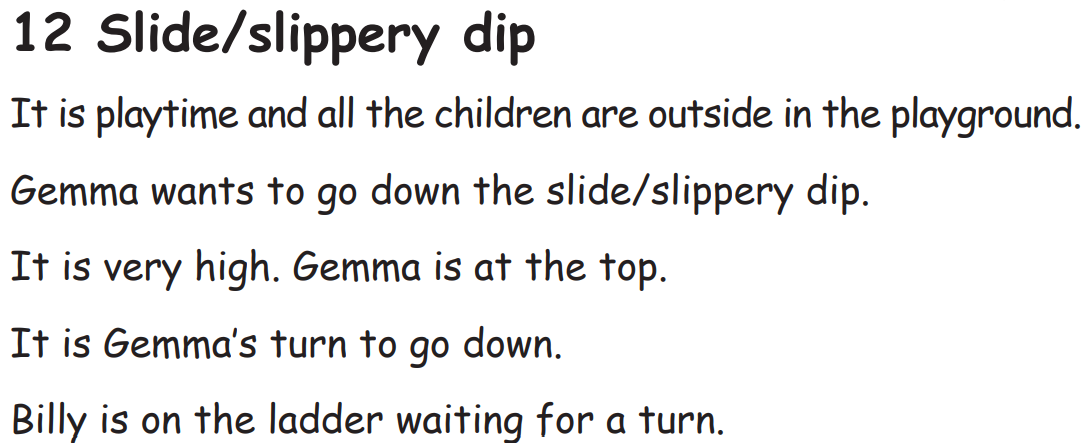 12 Slide/slippery dip
It is playtime and all the children are outside in the playground.
Gemma wants to go down the slide/slippery dip.
It is very high. Gemma is at the top.
It is Gemma's turn to go down.
Billy is on the ladder waiting for a turn.